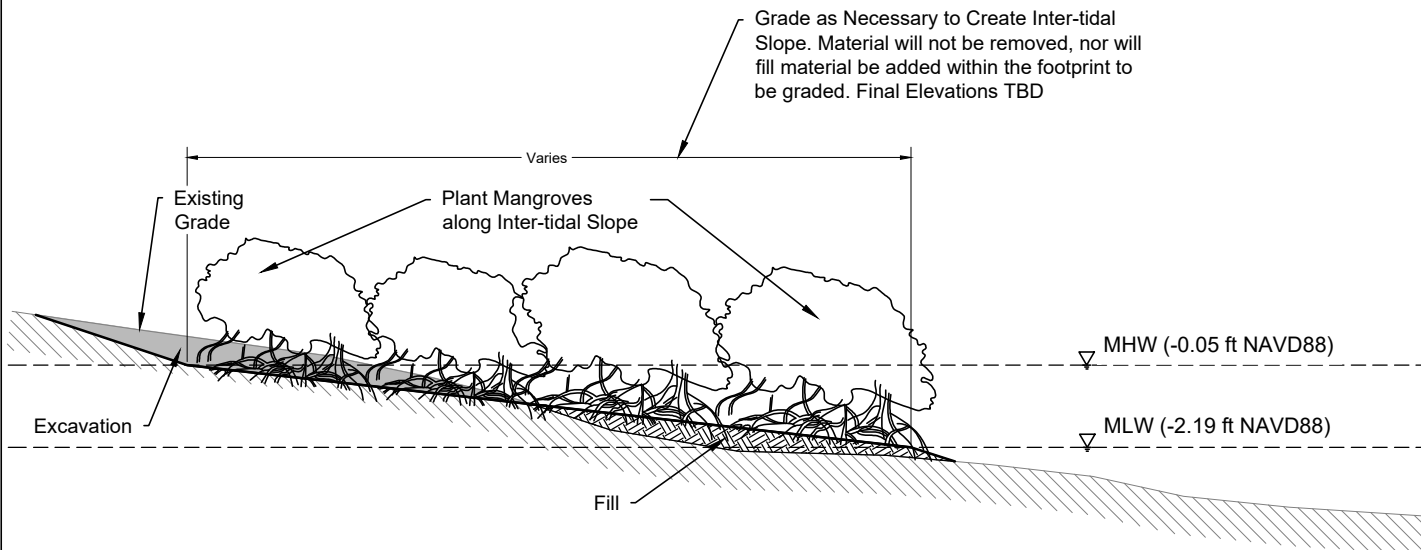 Grade as Necessary to Create Inter-tidal
Slope. Material will not be removed, nor will
fill material be added within the footprint to
be graded. Final Elevations TBD
Varies
Existing
Grade
Plant Mangroves
along Inter-tidal Slope
MHW (-0.05 ft NAVD88)
Excavation
MLW (-2.19 ft NAVD88)
Fill